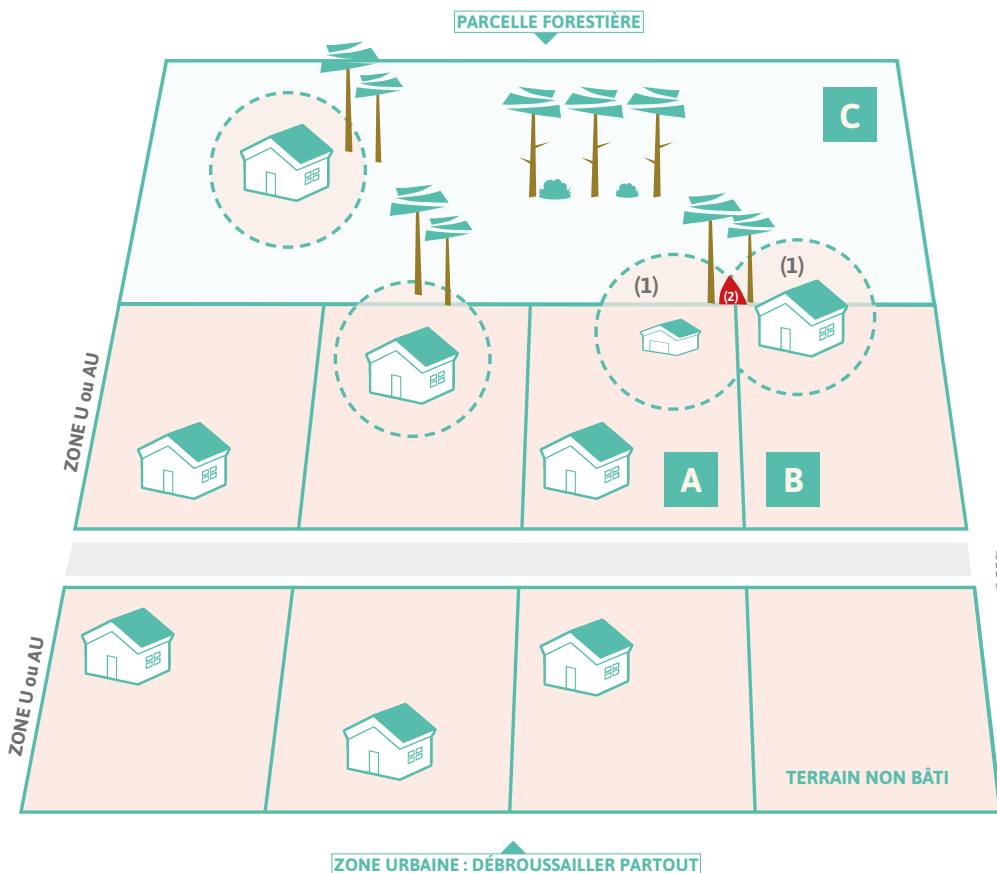 PARCELLE FORESTIÈRE
C
(1)
(1)
(2)
ZONE U ou AU
A
B
ZONE U ou AU
TERRAIN NON BÂTI
ZONE URBAINE : DÉBROUSSAILLER PARTOUT